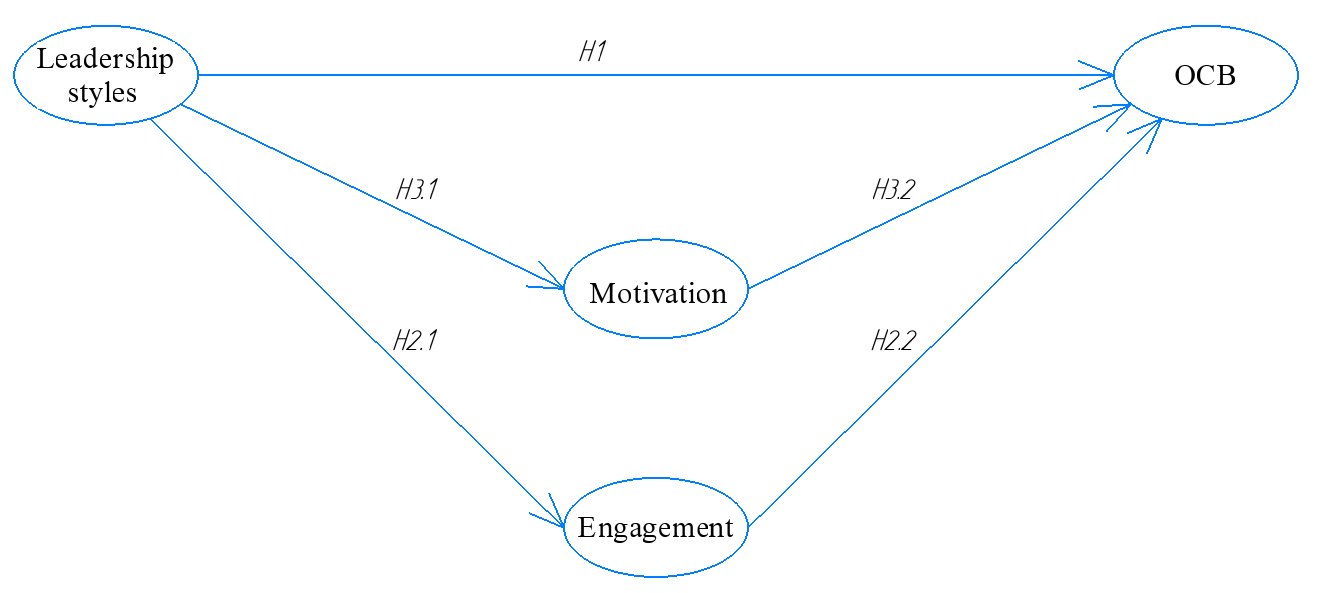 H1
Leadership
styles
OCB
H3.1
H3.2
Motivation
H2.1
H2.2
Engagement